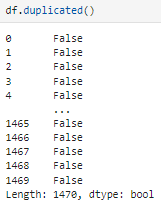 df.duplicated()
0 False
1 False
2 False
3 False
4 False
...
1465 False
1466 False
1467 False
1468 False
1469 False
Length: 1470, dtype: bool